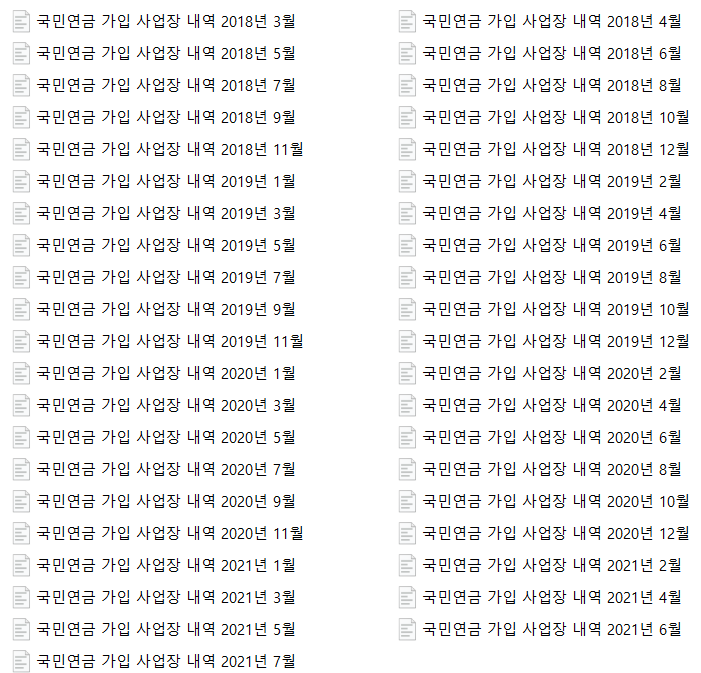 국민연금 가입 사업장 내역 2018년 3월
국민연금 가입 사업장 내역 2018년 4월
국민연금 가입 사업장 내역 2018년 5월
국민연금 가입 사업장 내역 2018년 6월
국민연금 가입 사업장 내역 2018년 7월
국민연금 가입 사업장 내역 2018년 8월
국민연금 가입 사업장 내역 2018년 9월
국민연금 가입 사업장 내역 2018년 10월
국민연금 가입 사업장 내역 2018년 11월
국민연금 가입 사업장 내역 2018년 12월
국민연금 가입 사업장 내역 2019년 1월
국민연금 가입 사업장 내역 2019년 2월
국민연금 가입 사업장 내역 2019년 3월
국민연금 가입 사업장 내역 2019년 4월
국민연금 가입 사업장 내역 2019년 5월
국민연금 가입 사업장 내역 2019년 6월
국민연금 가입 사업장 내역 2019년 7월
국민연금 가입 사업장 내역 2019년 8월
국민연금 가입 사업장 내역 2019년 9월
국민연금 가입 사업장 내역 2019년 10월
국민연금 가입 사업장 내역 2019년 11월
국민연금 가입 사업장 내역 2019년 12월
국민연금 가입 사업장 내역 2020년 1월
국민연금 가입 사업장 내역 2020년 2월
국민연금 가입 사업장 내역 2020년 3월
국민연금 가입 사업장 내역 2020년 4월
국민연금 가입 사업장 내역 2020년 5월
국민연금 가입 사업장 내역 2020년 6월
국민연금 가입 사업장 내역 2020년 7월
국민연금 가입 사업장 내역 2020년 8월
국민연금 가입 사업장 내역 2020년 9월
국민연금 가입 사업장 내역 2020년 10월
국민연금 가입 사업장 내역 2020년 11월
국민연금 가입 사업장 내역 2020년 12월
국민연금 가입 사업장 내역 2021년 1월
국민연금 가입 사업장 내역 2021년 2월
국민연금 가입 사업장 내역 2021년 3월
국민연금 가입 사업장 내역 2021년 4월
국민연금 가입 사업장 내역 2021년 5월
국민연금 가입 사업장 내역 2021년 6월
국민연금 가입 사업장 내역 2021년 7월